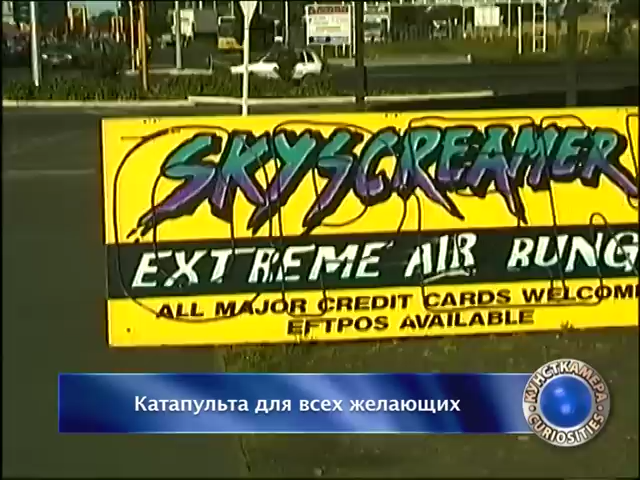 SKYSCREAMER
EXTREME AIR BUNG
ALL MAJOR CREDIT CARDS WELCOM
EFTPOS AVAILABLE
Катапульта для всех желающих
КУНСТКАМЕРА
CURIOSITIES